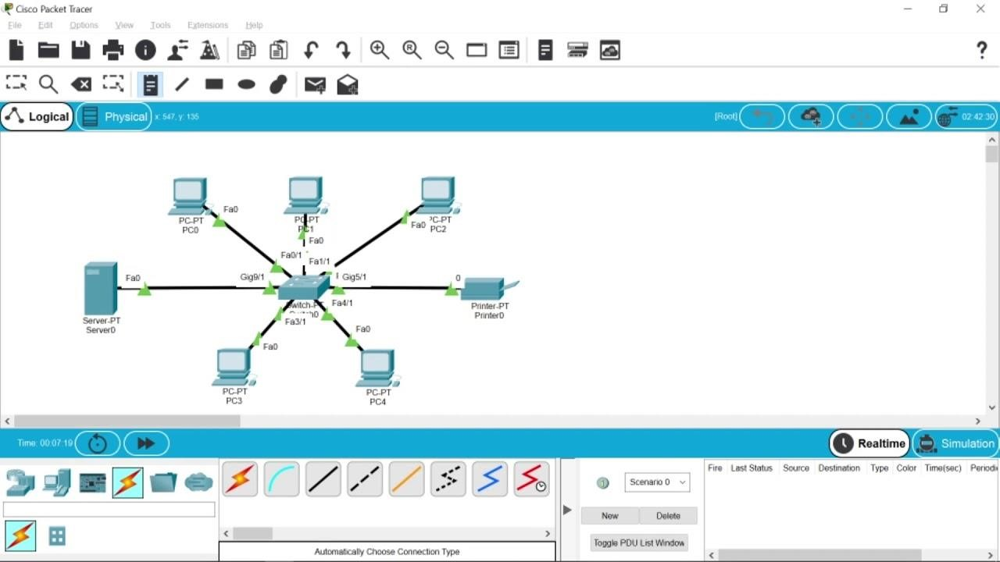 Cisco Packet Tracer
File Edit Options View Tools Extensions Help
R
?
Logical Physical x: 547, y: 135 [Root] 02:42:30
PC-PT
PC0
Fa0
PC-PT
PC1
Fa0
PC-PT
PC2
Fa0
Fa0/1
Fa1/1
Gig9/1
Gig5/1
Fa0
Server-PT
Server0
0
Printer-PT
Printer0
Fa4/1
Fa3/1
Fa0
PC-PT
PC3
Fa0
PC-PT
PC4
Time: 00:07:19 Realtime Simulation
Scenario 0
New Delete
Toggle PDU List Window
Fire Last Status Source Destination Type Color Time(sec)
Automatically Choose Connection Type